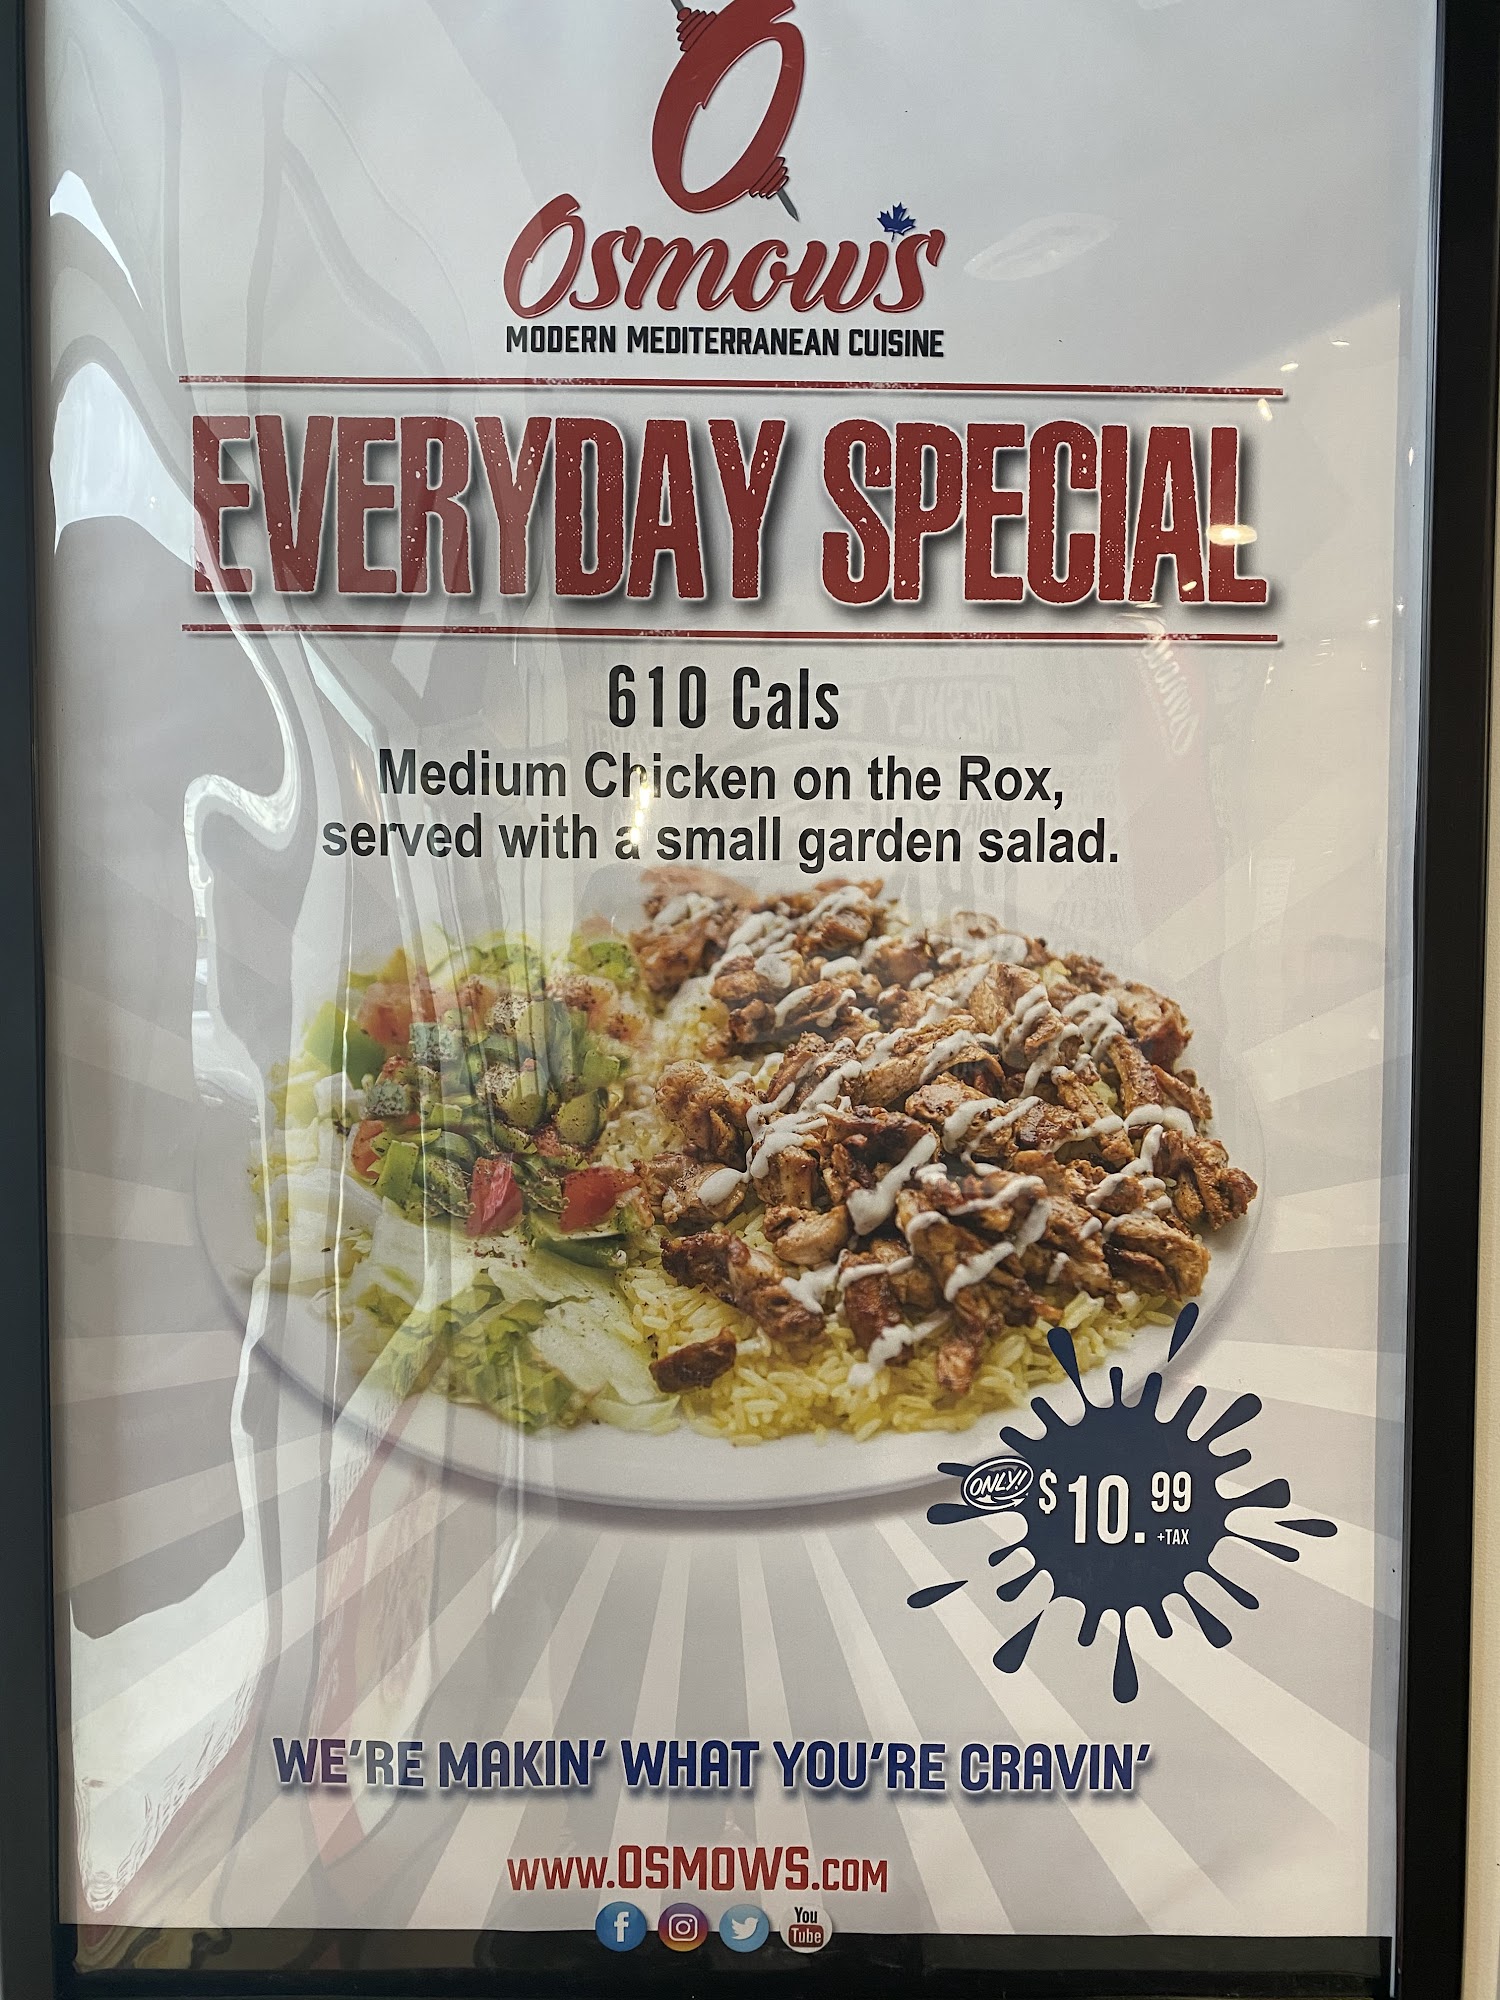 OSMOW'S
MODERN MEDITERRANEAN CUISINE
EVERYDAY SPECIAL
610 Cals
Medium Chicken on the Rox,
served with a small garden salad.
ONLY! $10.99
+TAX
WE'RE MAKIN' WHAT YOU'RE CRAVIN'
WWW.OSMOWS.COM
You
Tube